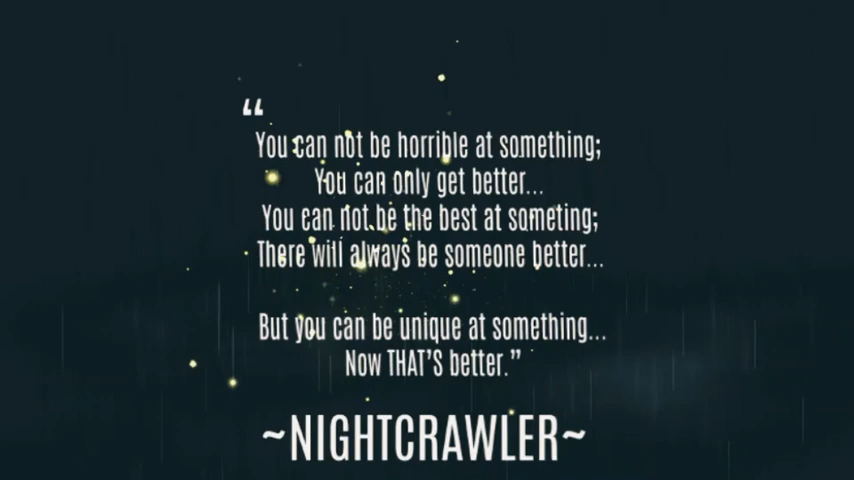 “
You can not be horrible at something;
You can only get better...
You can not be the best at someting;
There will always be someone better...
But you can be unique at something...
Now THAT'S better.”
~NIGHTCRAWLER~